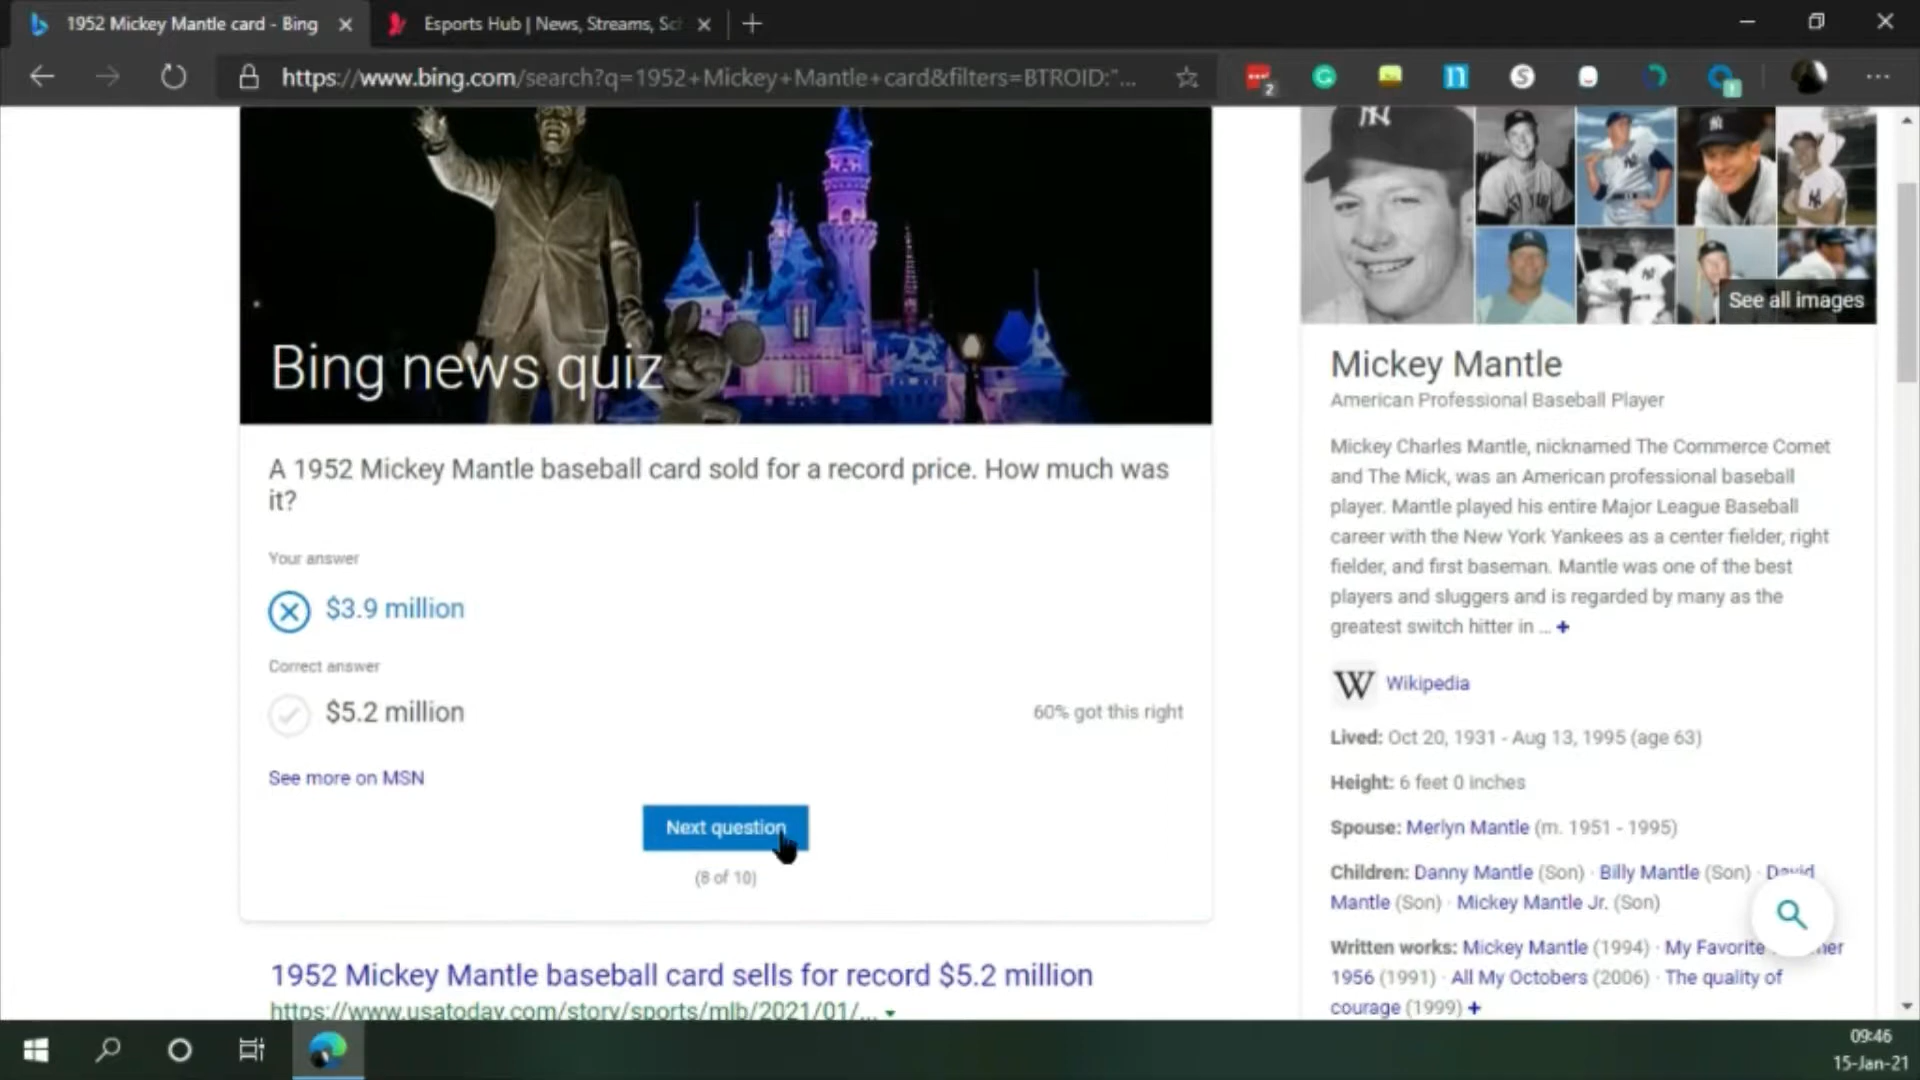 1952 Mickey Mantle card - Bing
Esports Hub | News, Streams, Sc
https://www.bing.com/search?q=1952+Mickey+Mantle+card&filters=BTROID:"...
2
Bing news quiz
A 1952 Mickey Mantle baseball card sold for a record price. How much was
it?
Your answer
$3.9 million
Correct answer
$5.2 million
60% got this right
See more on MSN
Next question
(8 of 10)
1952 Mickey Mantle baseball card sells for record $5.2 million
https://www.usatoday.com/story/sports/mlb/2021/01/...
See all images
Mickey Mantle
American Professional Baseball Player
Mickey Charles Mantle, nicknamed The Commerce Comet
and The Mick, was an American professional baseball
player. Mantle played his entire Major League Baseball
career with the New York Yankees as a center fielder, right
fielder, and first baseman. Mantle was one of the best
players and sluggers and is regarded by many as the
greatest switch hitter in ... +
W Wikipedia
Lived: Oct 20, 1931 - Aug 13, 1995 (age 63)
Height: 6 feet 0 inches
Spouse: Merlyn Mantle (m. 1951 - 1995)
Children: Danny Mantle (Son) · Billy Mantle (Son) · David
Mantle (Son) · Mickey Mantle Jr. (Son)
Written works: Mickey Mantle (1994) · My Favorite
1956 (1991) · All My Octobers (2006) · The quality of
courage (1999) +
09:46
15-Jan-21